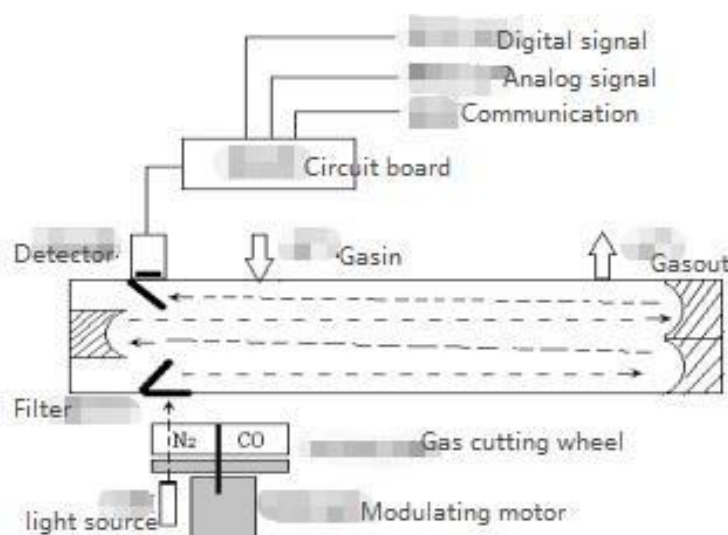 Digital signal
Analog signal
Communication
Circuit board
Detector
Gasin
Gasout
Filter
N₂ CO
Gas cutting wheel
light source
Modulating motor